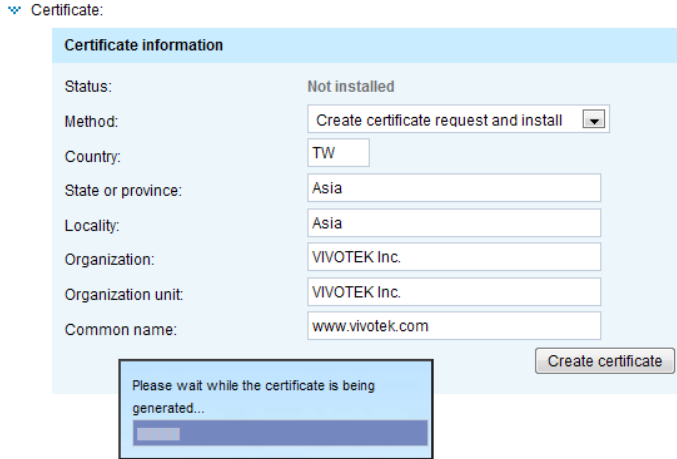 Certificate:
Certificate information
Status: Not installed
Method: Create certificate request and install
Country: TW
State or province: Asia
Locality: Asia
Organization: VIVOTEK Inc.
Organization unit: VIVOTEK Inc.
Common name: www.vivotek.com
Create certificate
Please wait while the certificate is being
generated...